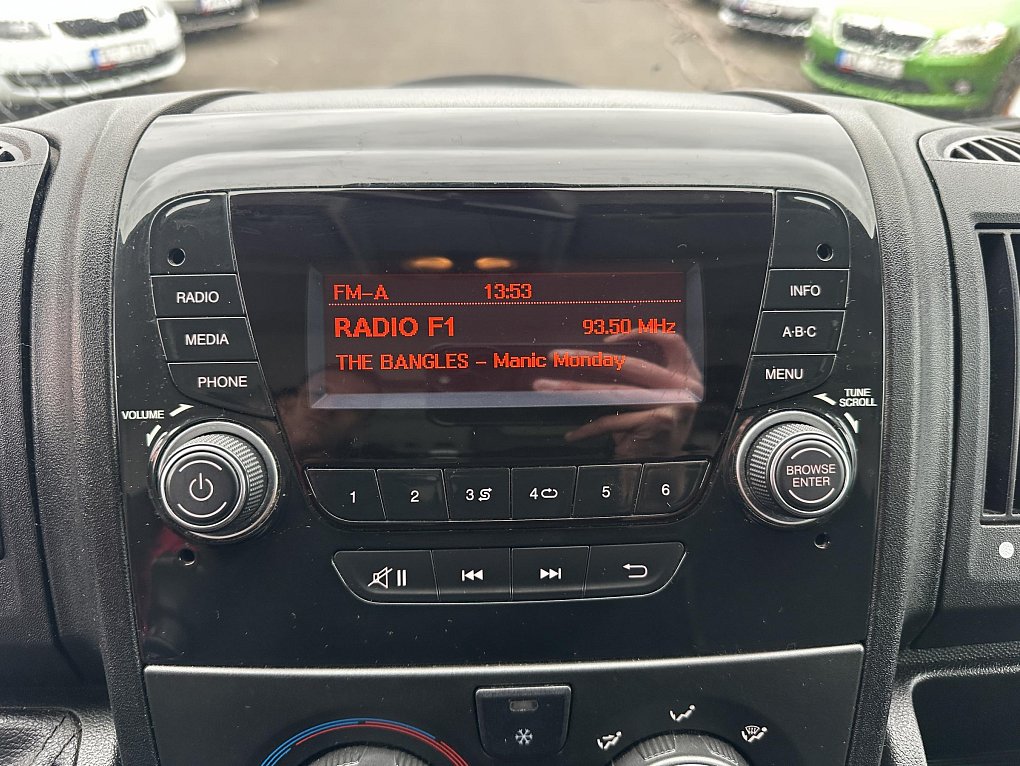 FM-A 13:53
RADIO F1 93.50 MHz
THE BANGLES - Manic Monday
RADIO
MEDIA
PHONE
INFO
A·B·C
MENU
VOLUME
TUNE
SCROLL
1 2 3 4 5 6
BROWSE
ENTER